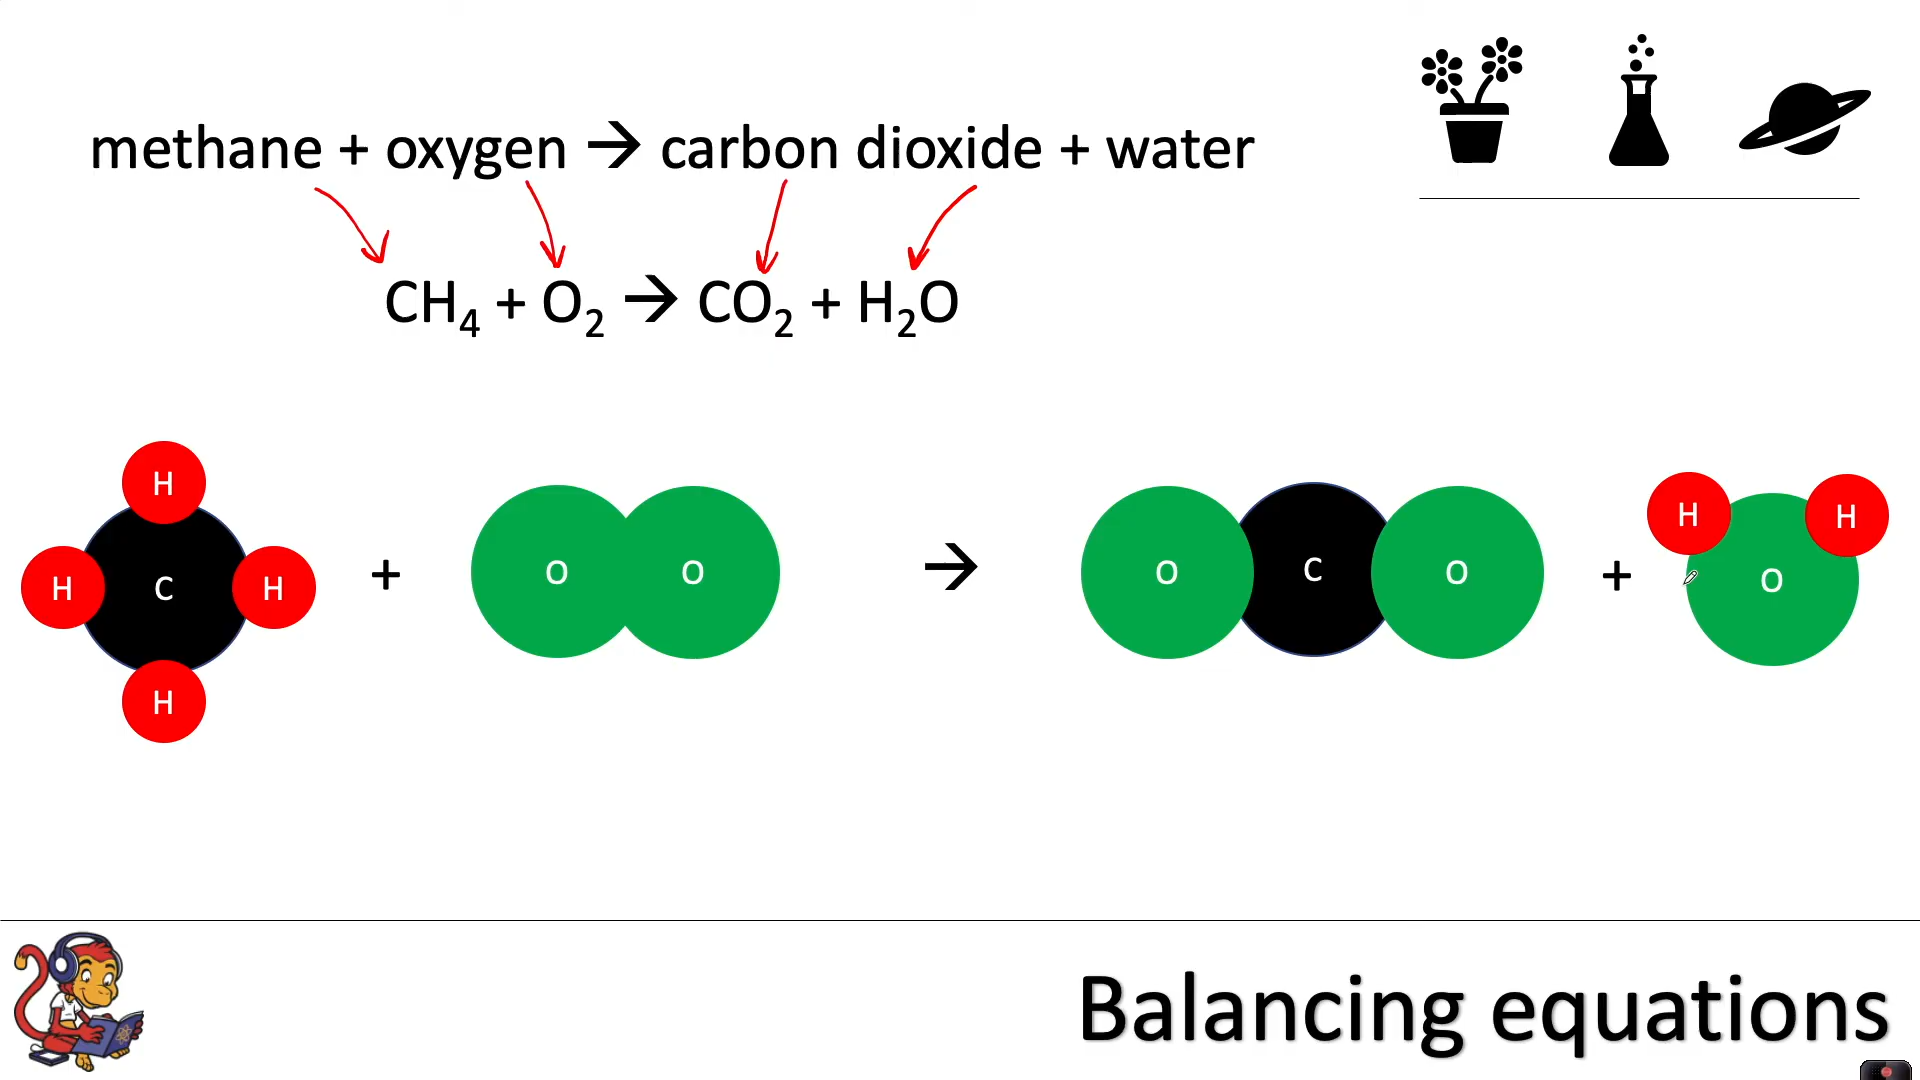 methane + oxygen → carbon dioxide + water
CH₄ + O₂ → CO₂ + H₂O
H
H C H
H
+
O O
→
O C O
+
H H
O
Balancing equations